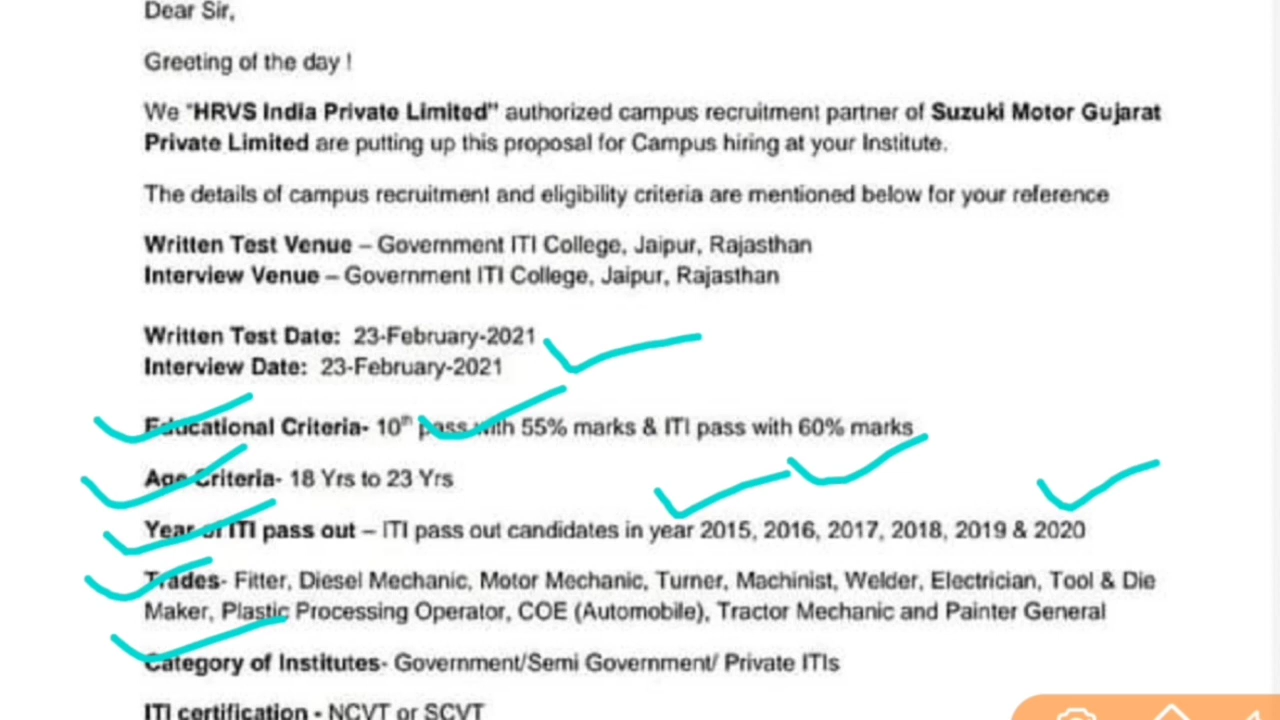 Dear Sir,
Greeting of the day !
We "HRVS India Private Limited" authorized campus recruitment partner of Suzuki Motor Gujarat
Private Limited are putting up this proposal for Campus hiring at your Institute.
The details of campus recruitment and eligibility criteria are mentioned below for your reference
Written Test Venue – Government ITI College, Jaipur, Rajasthan
Interview Venue – Government ITI College, Jaipur, Rajasthan
Written Test Date: 23-February-2021
Interview Date: 23-February-2021
Educational Criteria- 10th pass with 55% marks & ITI pass with 60% marks
Age Criteria- 18 Yrs to 23 Yrs
Year of ITI pass out – ITI pass out candidates in year 2015, 2016, 2017, 2018, 2019 & 2020
Trades- Fitter, Diesel Mechanic, Motor Mechanic, Turner, Machinist, Welder, Electrician, Tool & Die
Maker, Plastic Processing Operator, COE (Automobile), Tractor Mechanic and Painter General
Category of Institutes- Government/Semi Government/ Private ITIs
ITI certification - NCVT or SCVT